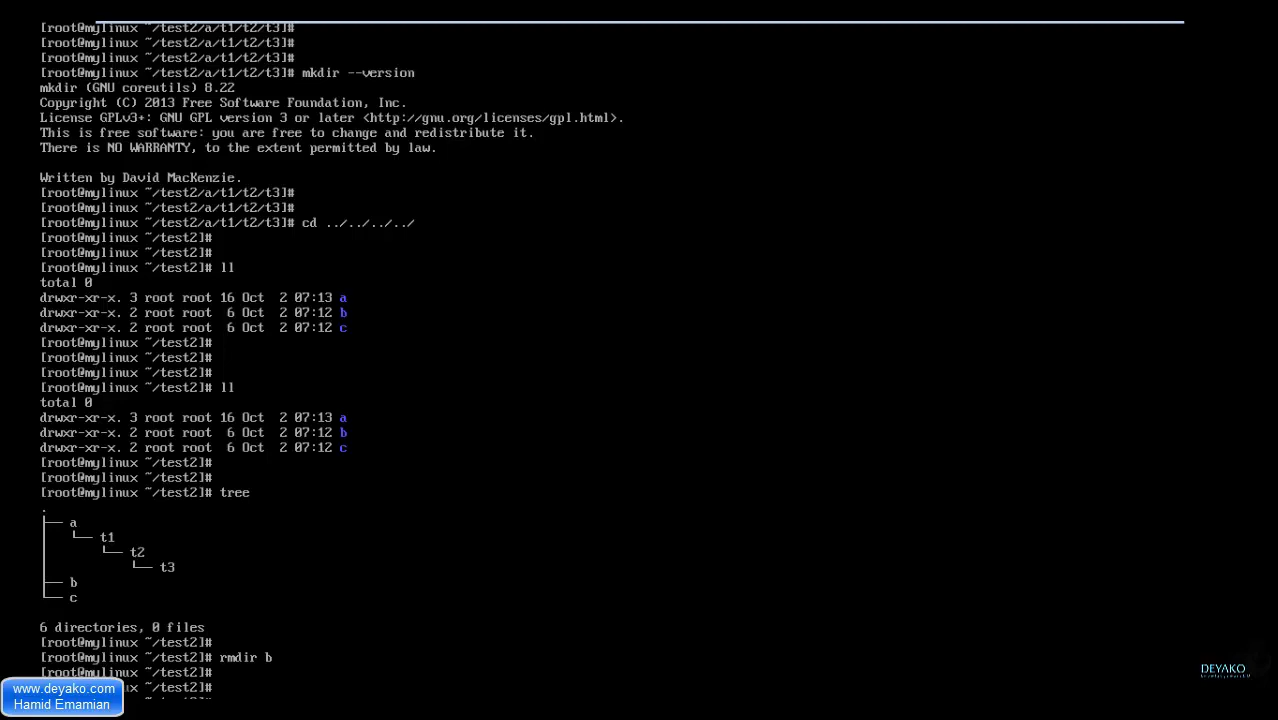 [root@mylinux ~/test2/a/t1/t2/t3]#
[root@mylinux ~/test2/a/t1/t2/t3]#
[root@mylinux ~/test2/a/t1/t2/t3]#
[root@mylinux ~/test2/a/t1/t2/t3]# mkdir --version
mkdir (GNU coreutils) 8.22
Copyright (C) 2013 Free Software Foundation, Inc.
License GPLv3+: GNU GPL version 3 or later <http://gnu.org/licenses/gpl.html>.
This is free software: you are free to change and redistribute it.
There is NO WARRANTY, to the extent permitted by law.
Written by David MacKenzie.
[root@mylinux ~/test2/a/t1/t2/t3]#
[root@mylinux ~/test2/a/t1/t2/t3]#
[root@mylinux ~/test2/a/t1/t2/t3]# cd ../../../../
[root@mylinux ~/test2]#
[root@mylinux ~/test2]#
[root@mylinux ~/test2]# ll
total 0
drwxr-xr-x. 3 root root 16 Oct  2 07:13 a
drwxr-xr-x. 2 root root  6 Oct  2 07:12 b
drwxr-xr-x. 2 root root  6 Oct  2 07:12 c
[root@mylinux ~/test2]#
[root@mylinux ~/test2]#
[root@mylinux ~/test2]#
[root@mylinux ~/test2]# ll
total 0
drwxr-xr-x. 3 root root 16 Oct  2 07:13 a
drwxr-xr-x. 2 root root  6 Oct  2 07:12 b
drwxr-xr-x. 2 root root  6 Oct  2 07:12 c
[root@mylinux ~/test2]#
[root@mylinux ~/test2]#
[root@mylinux ~/test2]# tree
.
├── a
│   └── t1
│       └── t2
│           └── t3
├── b
└── c
6 directories, 0 files
[root@mylinux ~/test2]#
[root@mylinux ~/test2]# rmdir b
[root@mylinux ~/test2]#
linux ~/test2]#
DEYAKO
www.deyako.com
Hamid Emamian